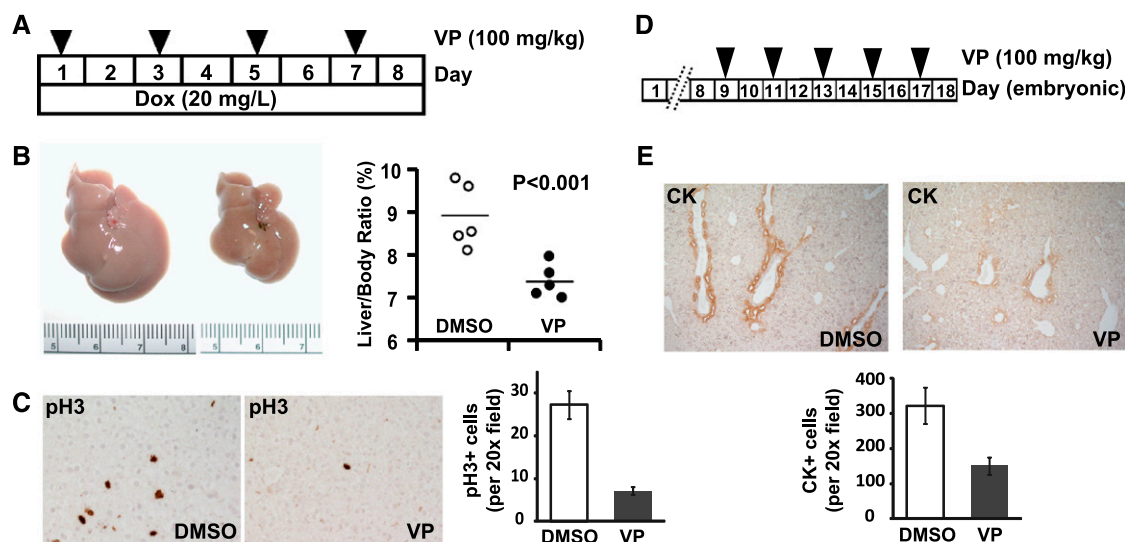 A
VP (100 mg/kg)
1 2 3 4 5 6 7 8 Day
Dox (20 mg/L)
D
VP (100 mg/kg)
1 8 9 10 11 12 13 14 15 16 17 18 Day (embryonic)
B
5 6 7 8
5 6 7
Liver/Body Ratio (%)
10
9
8
7
6
P<0.001
DMSO VP
E
CK
DMSO
CK
VP
C
pH3
DMSO
pH3
VP
pH3+ cells
(per 20x field)
30
20
10
0
DMSO VP
CK+ cells
(per 20x field)
400
300
200
100
0
DMSO VP